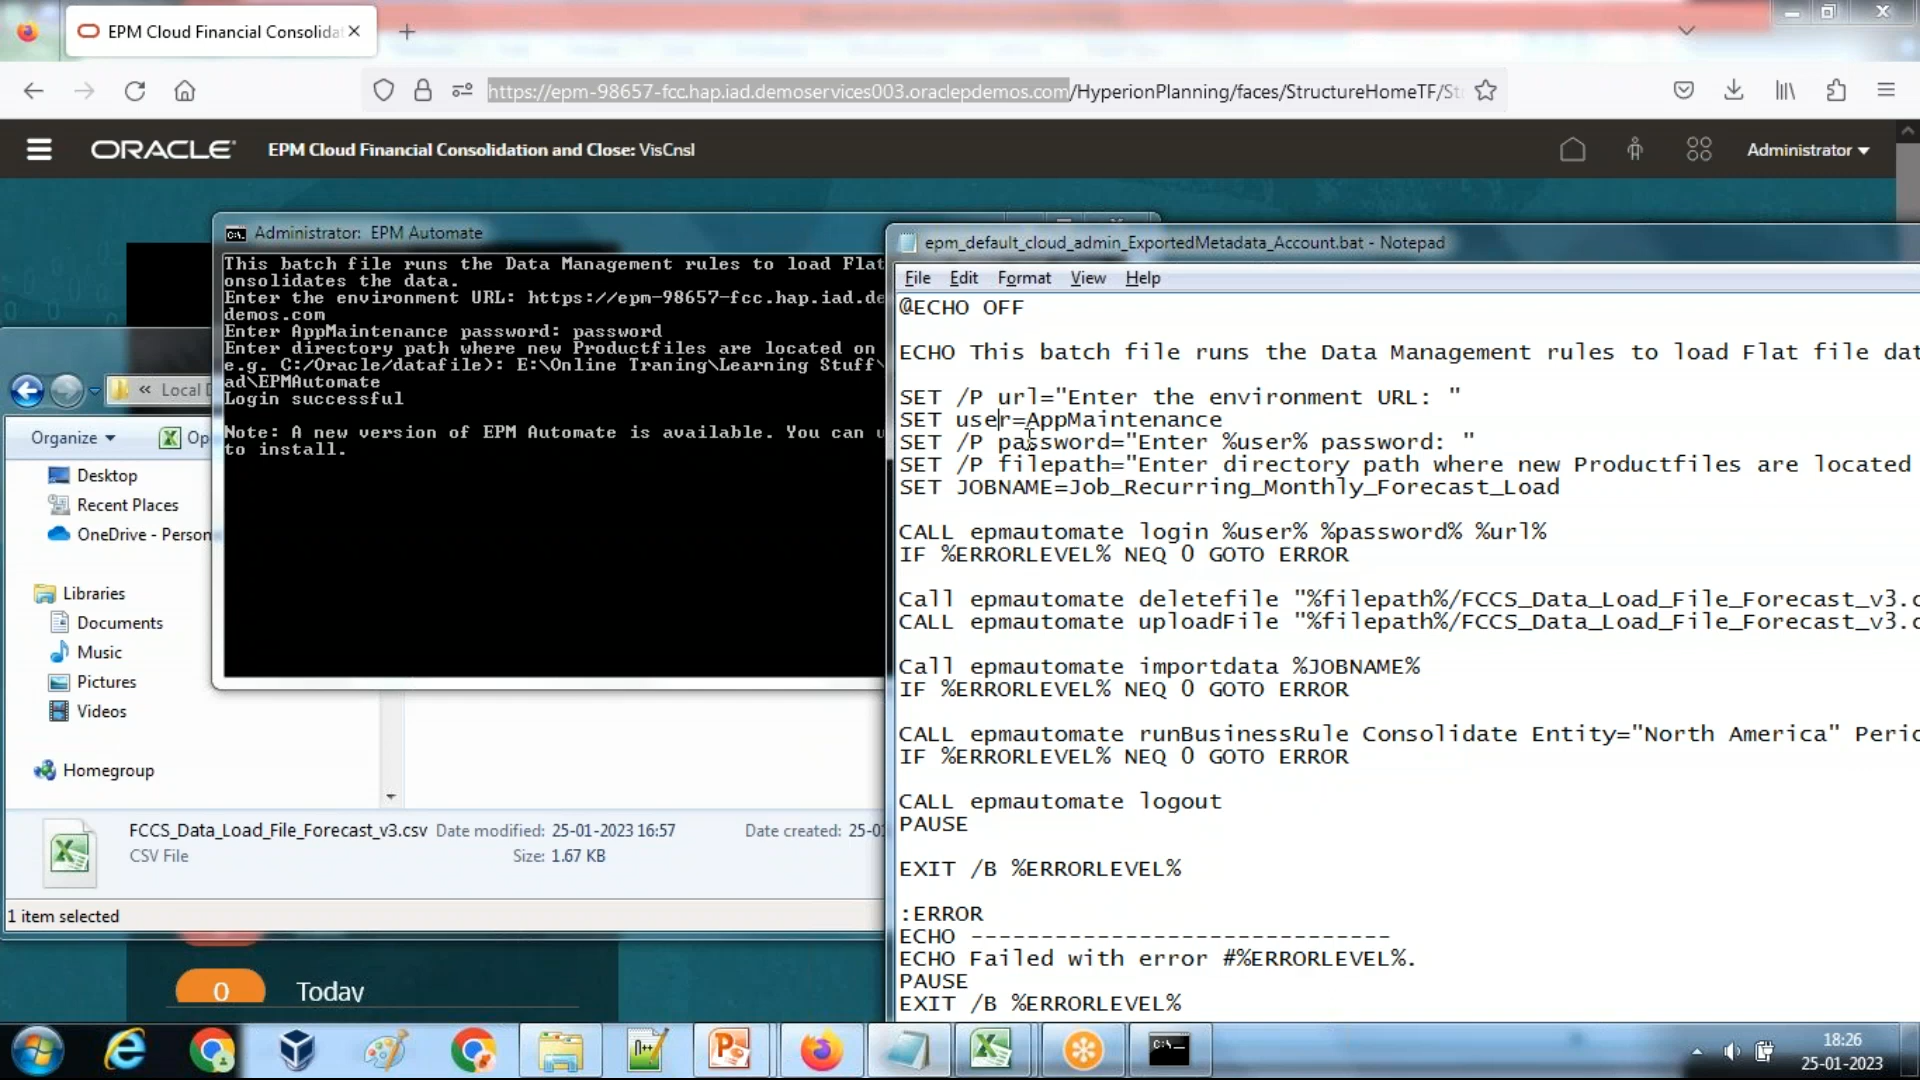 EPM Cloud Financial Consolida
https://epm-98657-fcc.hap.iad.demoservices003.oraclepdemos.com/HyperionPlanning/faces/StructureHomeTF/St
ORACLE
EPM Cloud Financial Consolidation and Close: VisCnsl
Administrator
Administrator: EPM Automate
This batch file runs the Data Management rules to load Flat
onsolidates the data.
Enter the environment URL: https://epm-98657-fcc.hap.iad.de
demos.com
Enter AppMaintenance password: password
Enter directory path where new Productfiles are located on
e.g. C:/Oracle/datafile): E:\Online Traning\Learning Stuff\
ad\EPMAutomate
Login successful
Note: A new version of EPM Automate is available. You can u
to install.
epm_default_cloud_admin_ExportedMetadata_Account.bat - Notepad
File Edit Format View Help
@ECHO OFF
ECHO This batch file runs the Data Management rules to load Flat file dat
SET /P url="Enter the environment URL: "
SET user=AppMaintenance
SET /P password="Enter %user% password: "
SET /P filepath="Enter directory path where new Productfiles are located
SET JOBNAME=Job_Recurring_Monthly_Forecast_Load
CALL epmautomate login %user% %password% %url%
IF %ERRORLEVEL% NEQ 0 GOTO ERROR
Call epmautomate deletefile "%filepath%/FCCS_Data_Load_File_Forecast_v3.c
CALL epmautomate uploadFile "%filepath%/FCCS_Data_Load_File_Forecast_v3.c
Call epmautomate importdata %JOBNAME%
IF %ERRORLEVEL% NEQ 0 GOTO ERROR
CALL epmautomate runBusinessRule Consolidate Entity="North America" Peric
IF %ERRORLEVEL% NEQ 0 GOTO ERROR
CALL epmautomate logout
PAUSE
EXIT /B %ERRORLEVEL%
:ERROR
ECHO ------------------------------
ECHO Failed with error #%ERRORLEVEL%.
PAUSE
EXIT /B %ERRORLEVEL%
« Local D
Organize
Op
Desktop
Recent Places
OneDrive - Person
Libraries
Documents
Music
Pictures
Videos
Homegroup
FCCS_Data_Load_File_Forecast_v3.csv Date modified: 25-01-2023 16:57 Date created: 25-01
CSV File Size: 1.67 KB
1 item selected
0 Today
18:26
25-01-2023